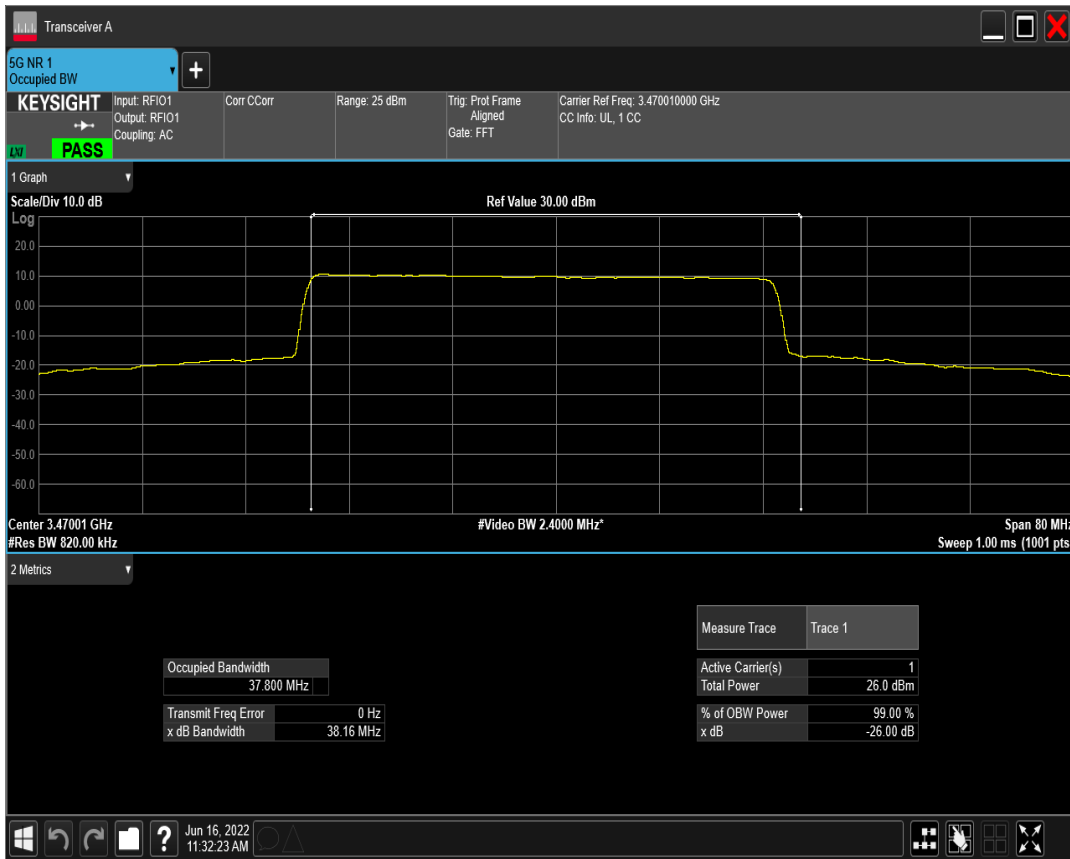 Transceiver A
5G NR 1
Occupied BW
KEYSIGHT
LXI
PASS
Input: RFIO1
Output: RFIO1
Coupling: AC
Corr CCorr
Range: 25 dBm
Trig: Prot Frame
Aligned
Gate: FFT
Carrier Ref Freq: 3.470010000 GHz
CC Info: UL, 1 CC
1 Graph
Scale/Div 10.0 dB
Ref Value 30.00 dBm
Log
20.0
10.0
0.00
-10.0
-20.0
-30.0
-40.0
-50.0
-60.0
Center 3.47001 GHz
#Video BW 2.4000 MHz*
Span 80 MHz
#Res BW 820.00 kHz
Sweep 1.00 ms (1001 pts
2 Metrics
Measure Trace Trace 1
Occupied Bandwidth
37.800 MHz
Active Carrier(s) 1
Total Power 26.0 dBm
Transmit Freq Error 0 Hz
x dB Bandwidth 38.16 MHz
% of OBW Power 99.00 %
x dB -26.00 dB
?
Jun 16, 2022
11:32:23 AM